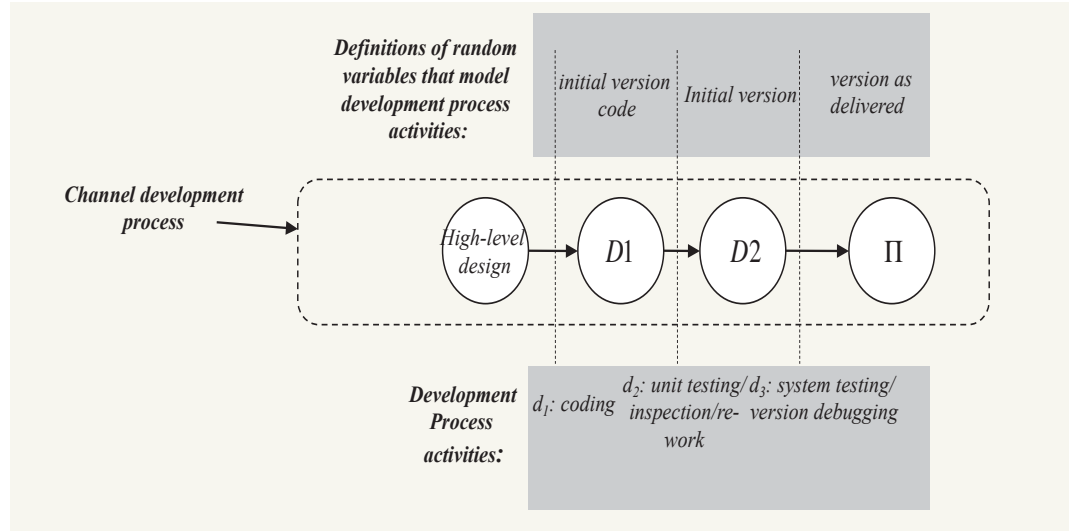 Definitions of random
variables that model
development process
activities:
initial version
code
Initial version
version as
delivered
Channel development
process
High-level
design
D1
D2
Π
Development
Process
activities:
d1: coding
d2: unit testing/
inspection/re-
work
d3: system testing/
version debugging